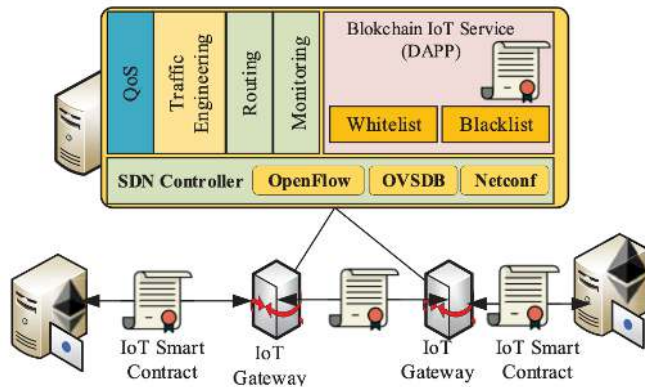 QoS
Traffic
Engineering
Routing
Monitoring
Blokchain IoT Service
(DAPP)
Whitelist
Blacklist
SDN Controller
OpenFlow
OVSDB
Netconf
IoT Smart
Contract
IoT
Gateway
IoT
Gateway
IoT Smart
Contract